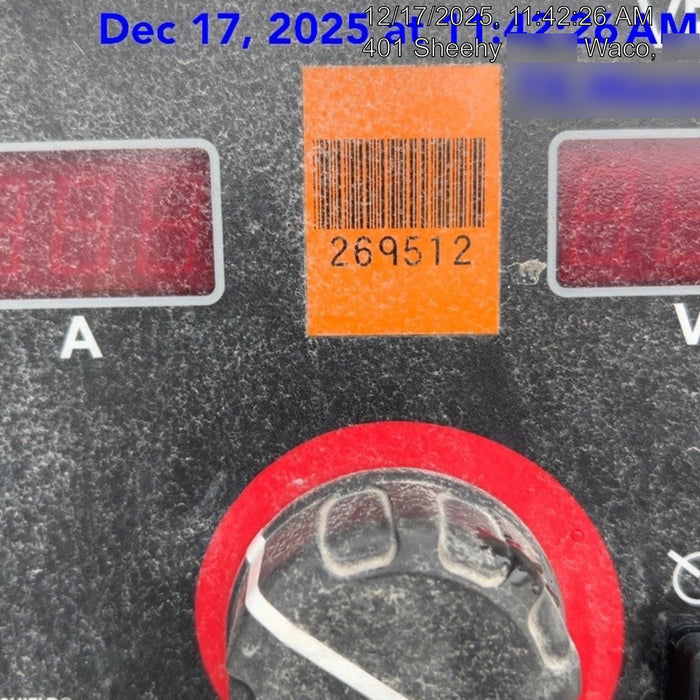 Dec 17, 2025 at 11:42:26 AM
12/17/2025, 11:42:26 AM
401 Sheehy Waco,
269512
A
V